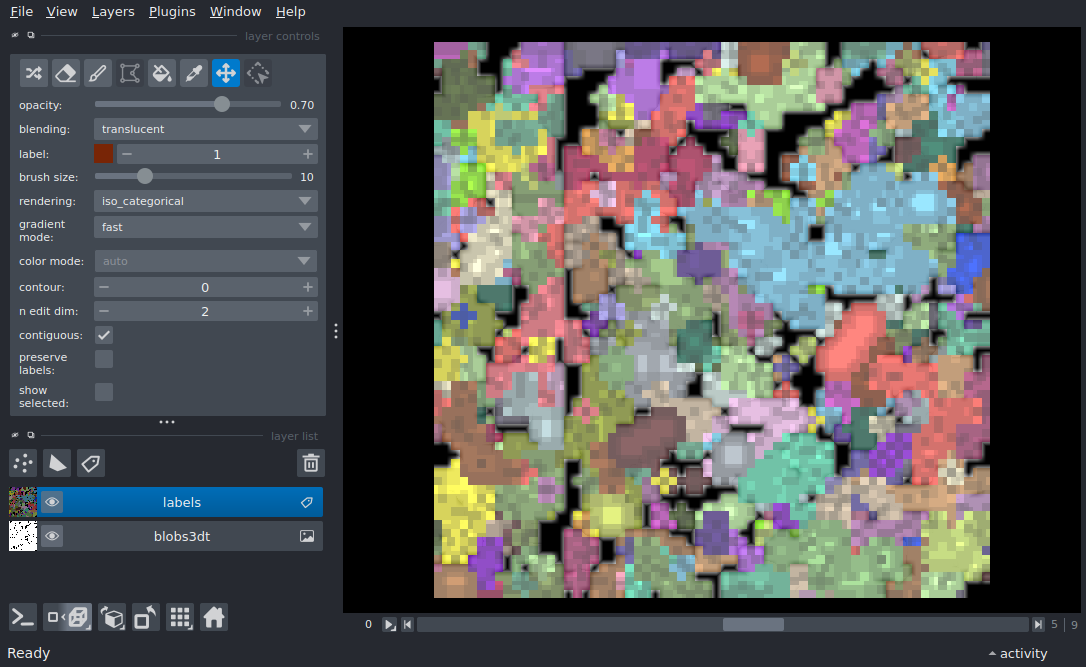 File View Layers Plugins Window Help
layer controls
opacity: 0.70
blending: translucent
label: 1
brush size: 10
rendering: iso_categorical
gradient
mode: fast
color mode: auto
contour: 0
n edit dim: 2
contiguous:
preserve
labels:
show
selected:
layer list
labels
blobs3dt
0 5 | 9
Ready activity